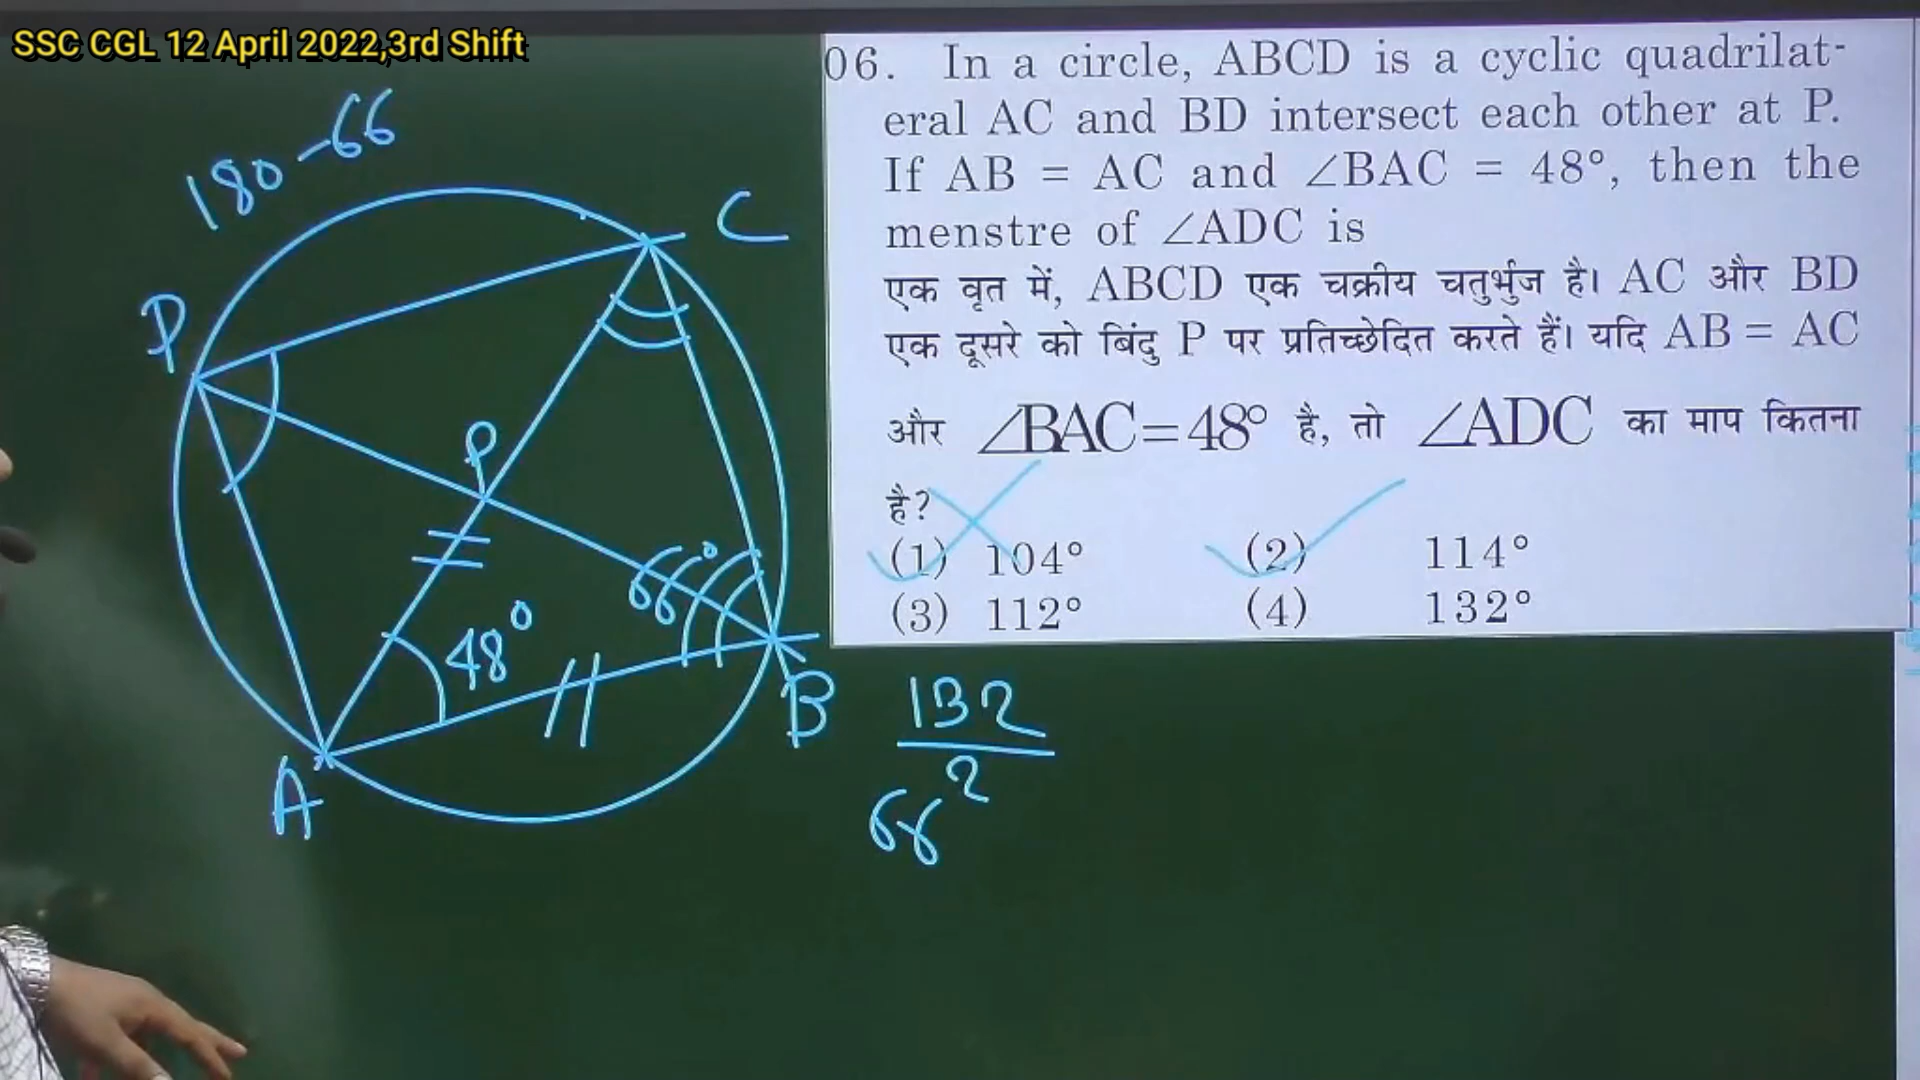 SSC CGL 12 April 2022,3rd Shift
06. In a circle, ABCD is a cyclic quadrilat-
eral AC and BD intersect each other at P.
If AB = AC and ∠BAC = 48°, then the
menstre of ∠ADC is
एक वृत में, ABCD एक चक्रीय चतुर्भुज है। AC और BD
एक दूसरे को बिंदु P पर प्रतिच्छेदित करते हैं। यदि AB = AC
और ∠BAC=48° है, तो ∠ADC का माप कितना
है?
(1) 104° (2) 114°
(3) 112° (4) 132°
180-66
C
P
P
66°
48°
B
A
132
2
66